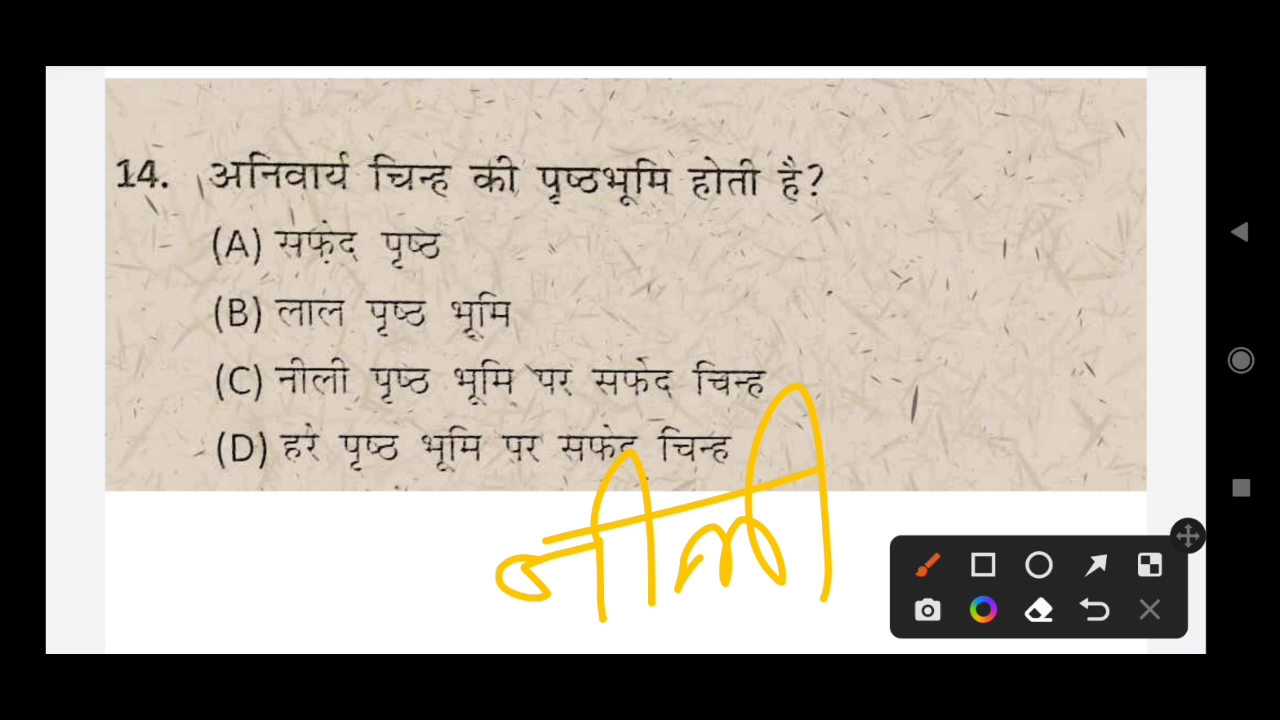 14. अनिवार्य चिन्ह की पृष्ठभूमि होती है?
(A) सफेद पृष्ठ
(B) लाल पृष्ठ भूमि
(C) नीली पृष्ठ भूमि पर सफेद चिन्ह
(D) हरे पृष्ठ भूमि पर सफेद चिन्ह
नीली